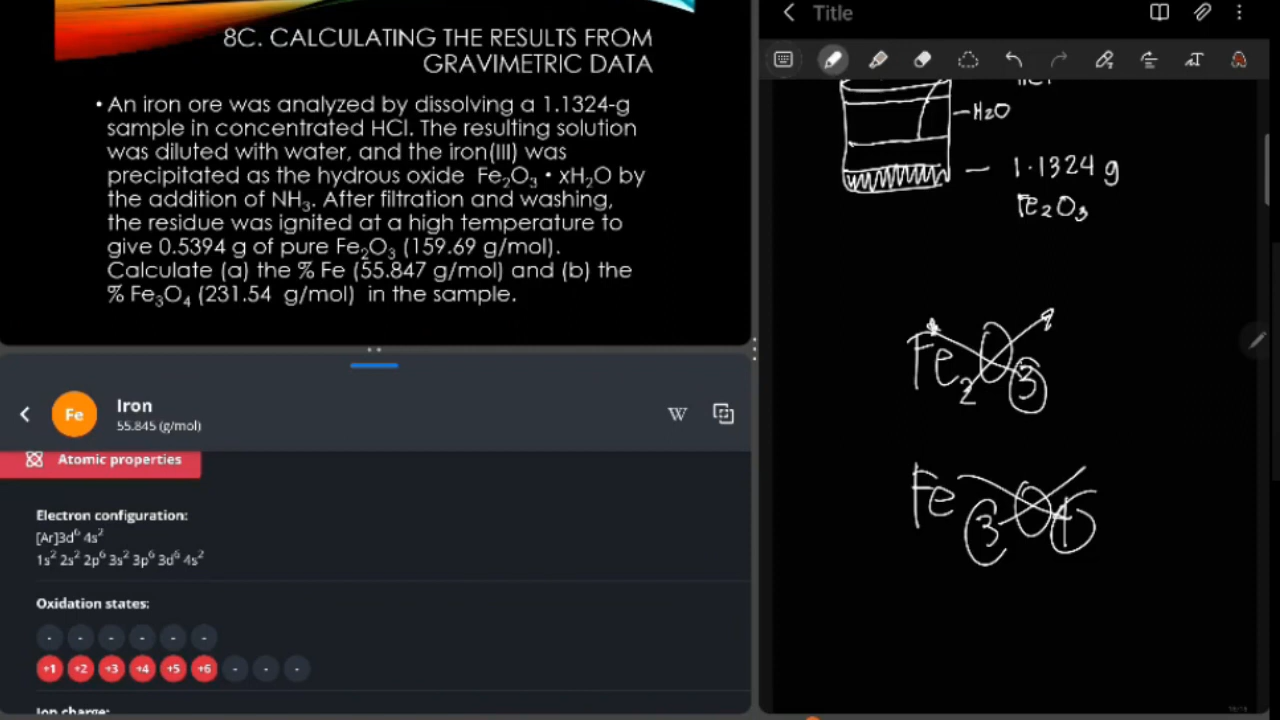 8C. CALCULATING THE RESULTS FROM
GRAVIMETRIC DATA
• An iron ore was analyzed by dissolving a 1.1324-g
sample in concentrated HCl. The resulting solution
was diluted with water, and the iron(III) was
precipitated as the hydrous oxide Fe₂O₃ • xH₂O by
the addition of NH₃. After filtration and washing,
the residue was ignited at a high temperature to
give 0.5394 g of pure Fe₂O₃ (159.69 g/mol).
Calculate (a) the % Fe (55.847 g/mol) and (b) the
% Fe₃O₄ (231.54 g/mol) in the sample.
Fe
Iron
55.845 (g/mol)
W
Atomic properties
Electron configuration:
[Ar]3d⁶ 4s²
1s² 2s² 2p⁶ 3s² 3p⁶ 3d⁶ 4s²
Oxidation states:
- - - - - -
+1 +2 +3 +4 +5 +6 - - -
Ion charge:
Title
HCl
–H₂O
– 1.1324 g
Fe₂O₃
Fe₂O₃
Fe₃O₄